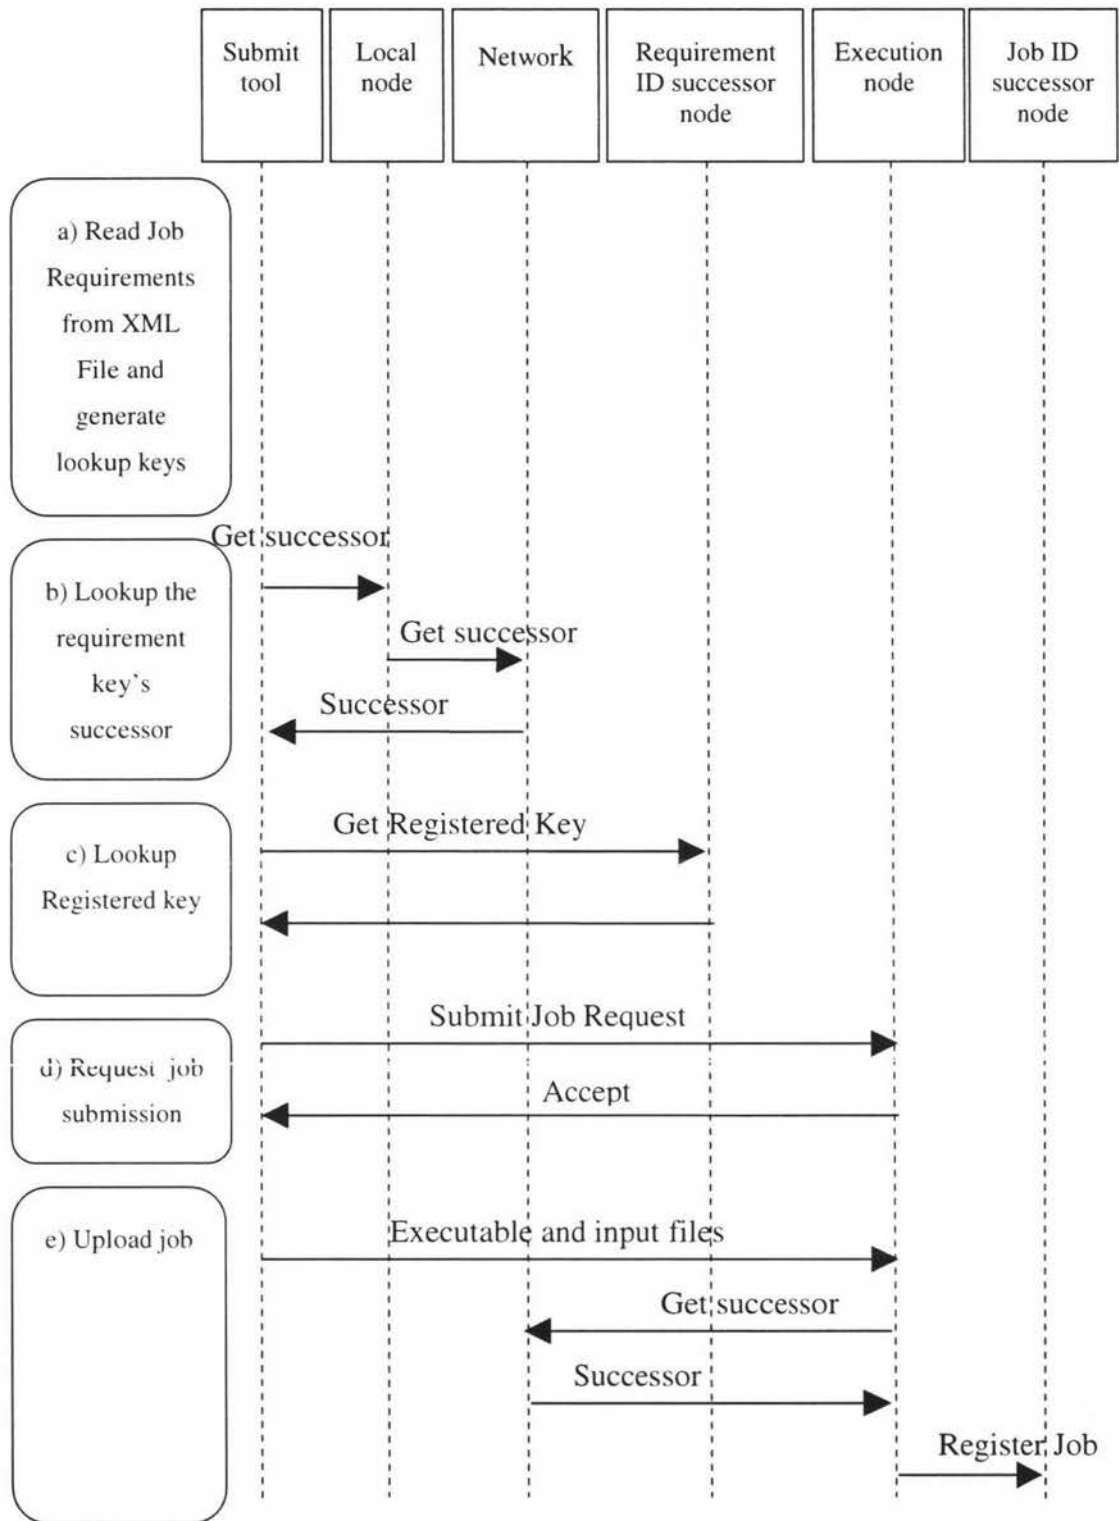 Submit
tool
Local
node
Network
Requirement
ID successor
node
Execution
node
Job ID
successor
node
a) Read Job
Requirements
from XML
File and
generate
lookup keys
Get successor
b) Lookup the
requirement
key's
successor
Get successor
Successor
c) Lookup
Registered key
Get Registered Key
Submit Job Request
d) Request job
submission
Accept
e) Upload job
Executable and input files
Get successor
Successor
Register Job